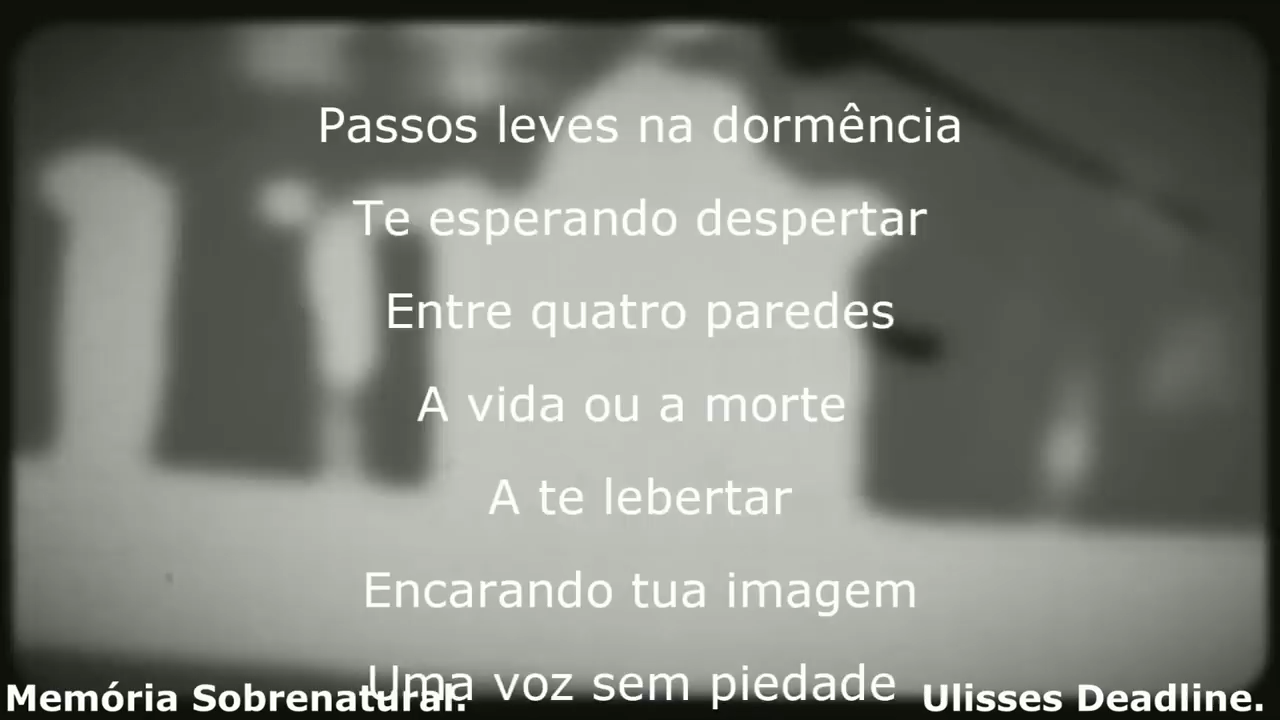 Passos leves na dormência
Te esperando despertar
Entre quatro paredes
A vida ou a morte
A te lebertar
Encarando tua imagem
Uma voz sem piedade
Memória Sobrenatural.
Ulisses Deadline.